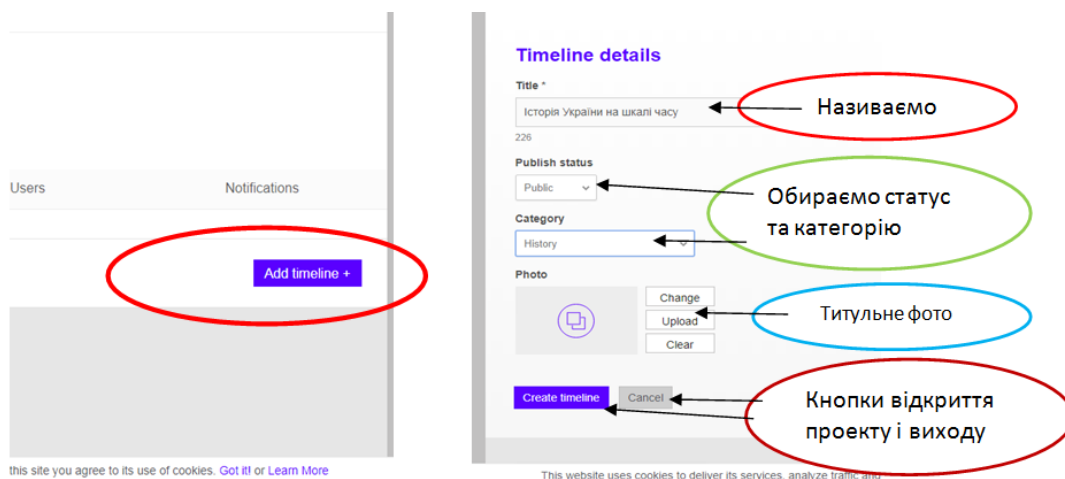 Users
Notifications
Add timeline +
this site you agree to its use of cookies. Got it! or Learn More
Timeline details
Title *
Історія України на шкалі часу
Називаємо
226
Publish status
Public
Обираємо статус
та категорію
Category
History
Photo
Change
Upload
Clear
Титульне фото
Create timeline
Cancel
Кнопки відкриття
проекту і виходу
This website uses cookies to deliver its services, analyze traffic and